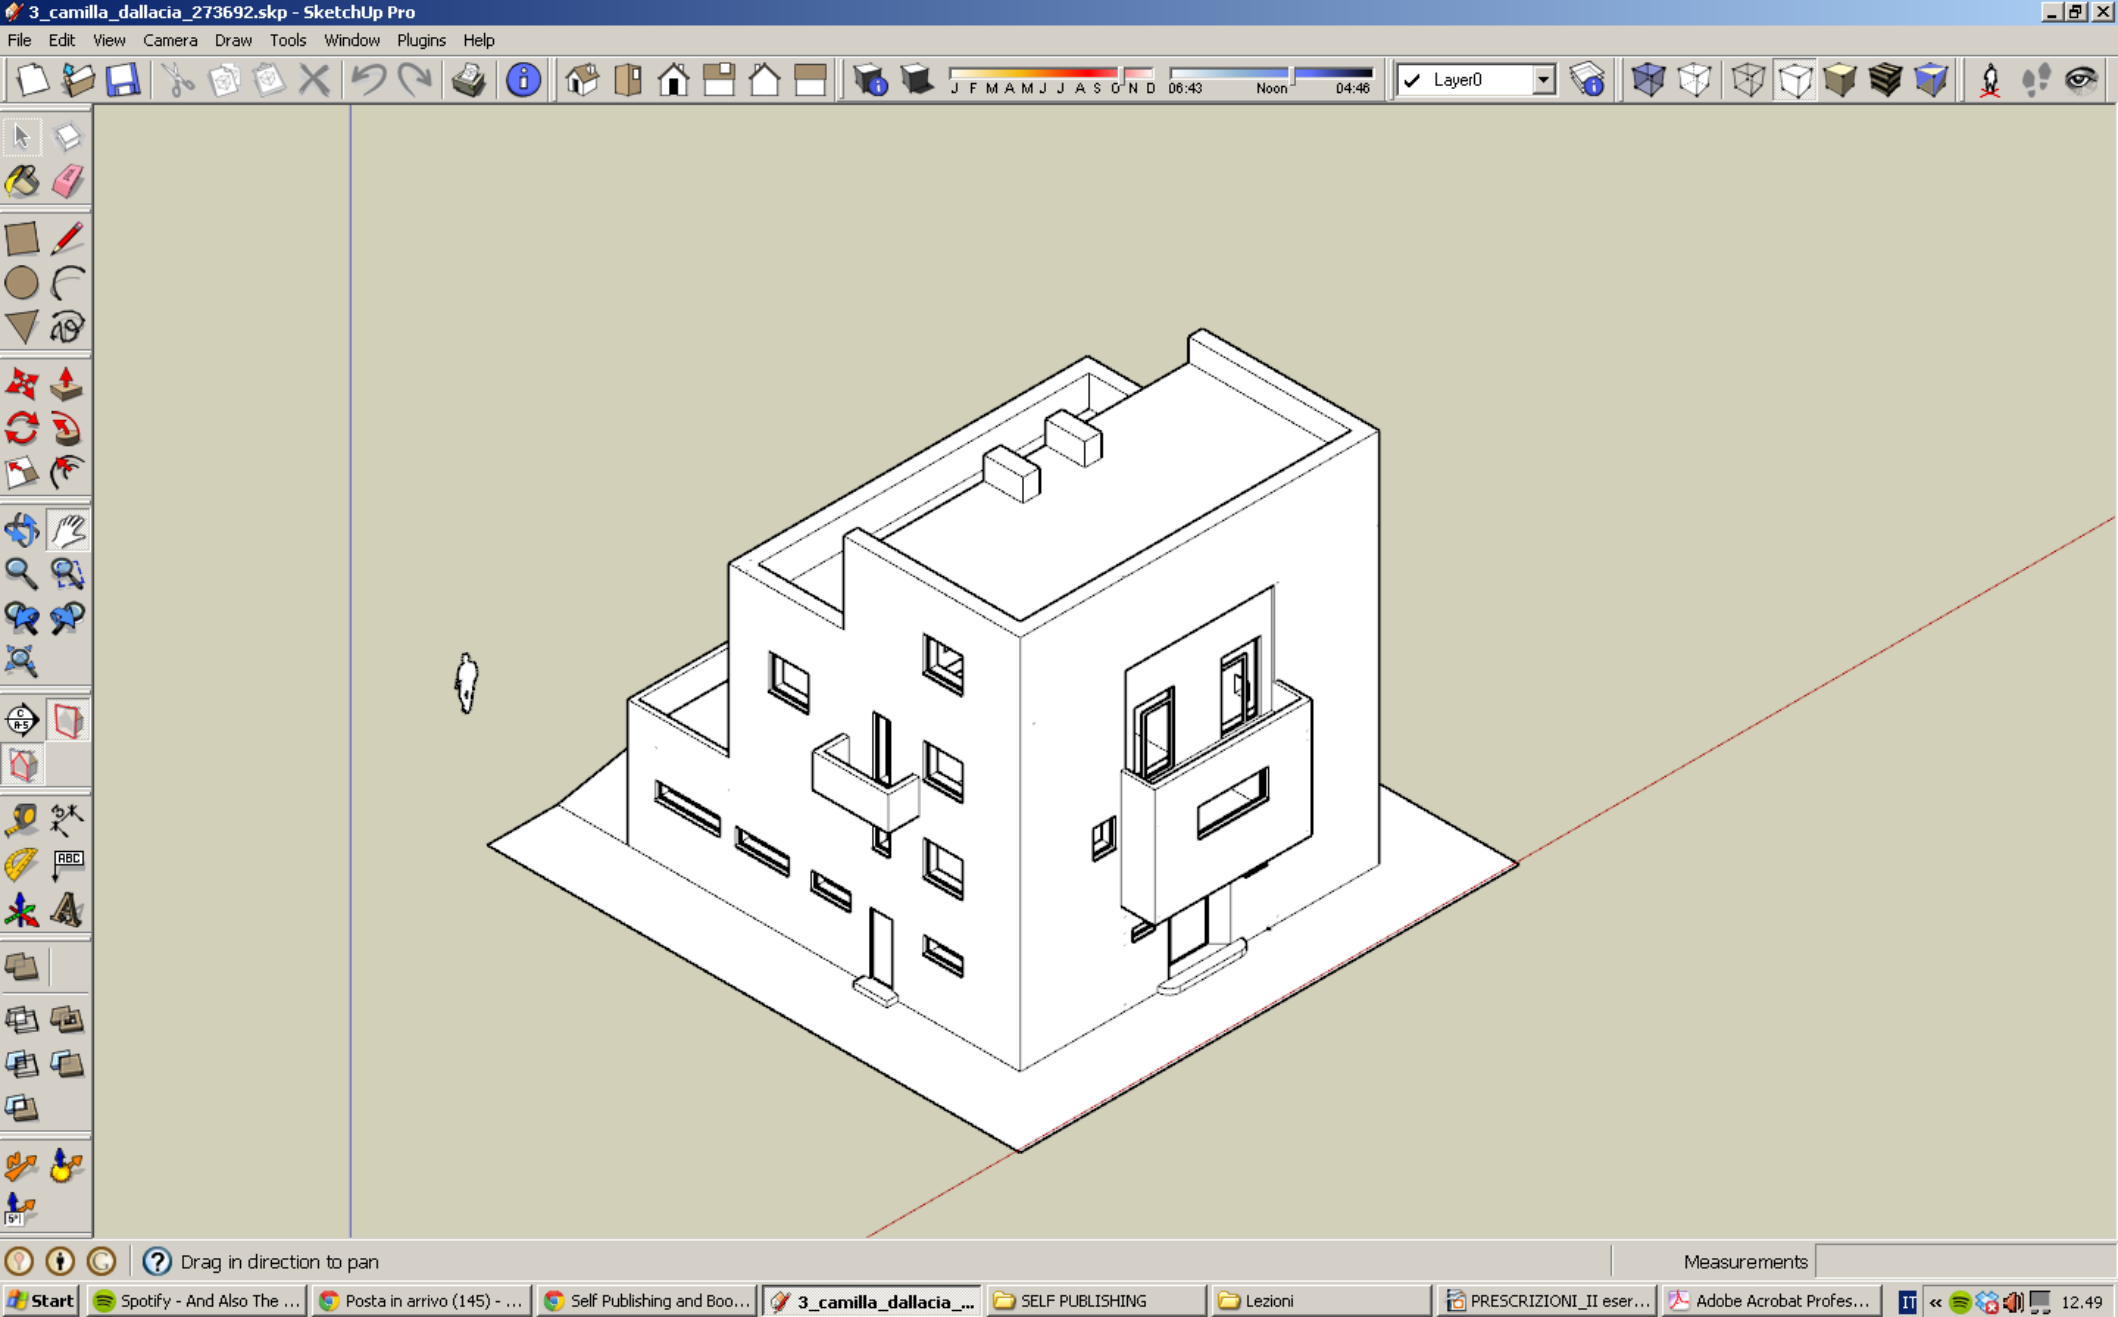 3_camilla_dallacia_273692.skp - SketchUp Pro
File Edit View Camera Draw Tools Window Plugins Help
J F M A M J J A S O N D 06:43 Noon 04:46 Layer0
C
A-5
ABC
A
Drag in direction to pan
Measurements
Start Spotify - And Also The ... Posta in arrivo (145) - ... Self Publishing and Boo... 3_camilla_dallacia_... SELF PUBLISHING Lezioni PRESCRIZIONI_II eser... Adobe Acrobat Profes... IT « 12.49